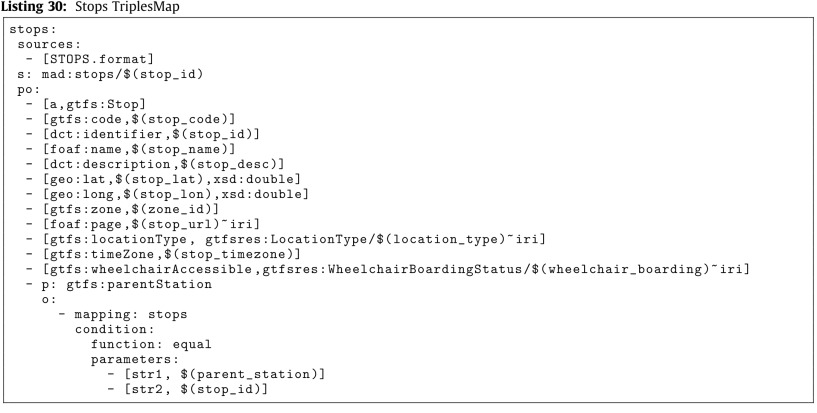 Listing 30: Stops TriplesMap
stops:
 sources:
  - [STOPS.format]
 s: mad:stops/$(stop_id)
 po:
  - [a,gtfs:Stop]
  - [gtfs:code,$(stop_code)]
  - [dct:identifier,$(stop_id)]
  - [foaf:name,$(stop_name)]
  - [dct:description,$(stop_desc)]
  - [geo:lat,$(stop_lat),xsd:double]
  - [geo:long,$(stop_lon),xsd:double]
  - [gtfs:zone,$(zone_id)]
  - [foaf:page,$(stop_url)~iri]
  - [gtfs:locationType, gtfsres:LocationType/$(location_type)~iri]
  - [gtfs:timeZone,$(stop_timezone)]
  - [gtfs:wheelchairAccessible,gtfsres:WheelchairBoardingStatus/$(wheelchair_boarding)~iri]
  - p: gtfs:parentStation
    o:
      - mapping: stops
        condition:
          function: equal
          parameters:
            - [str1, $(parent_station)]
            - [str2, $(stop_id)]